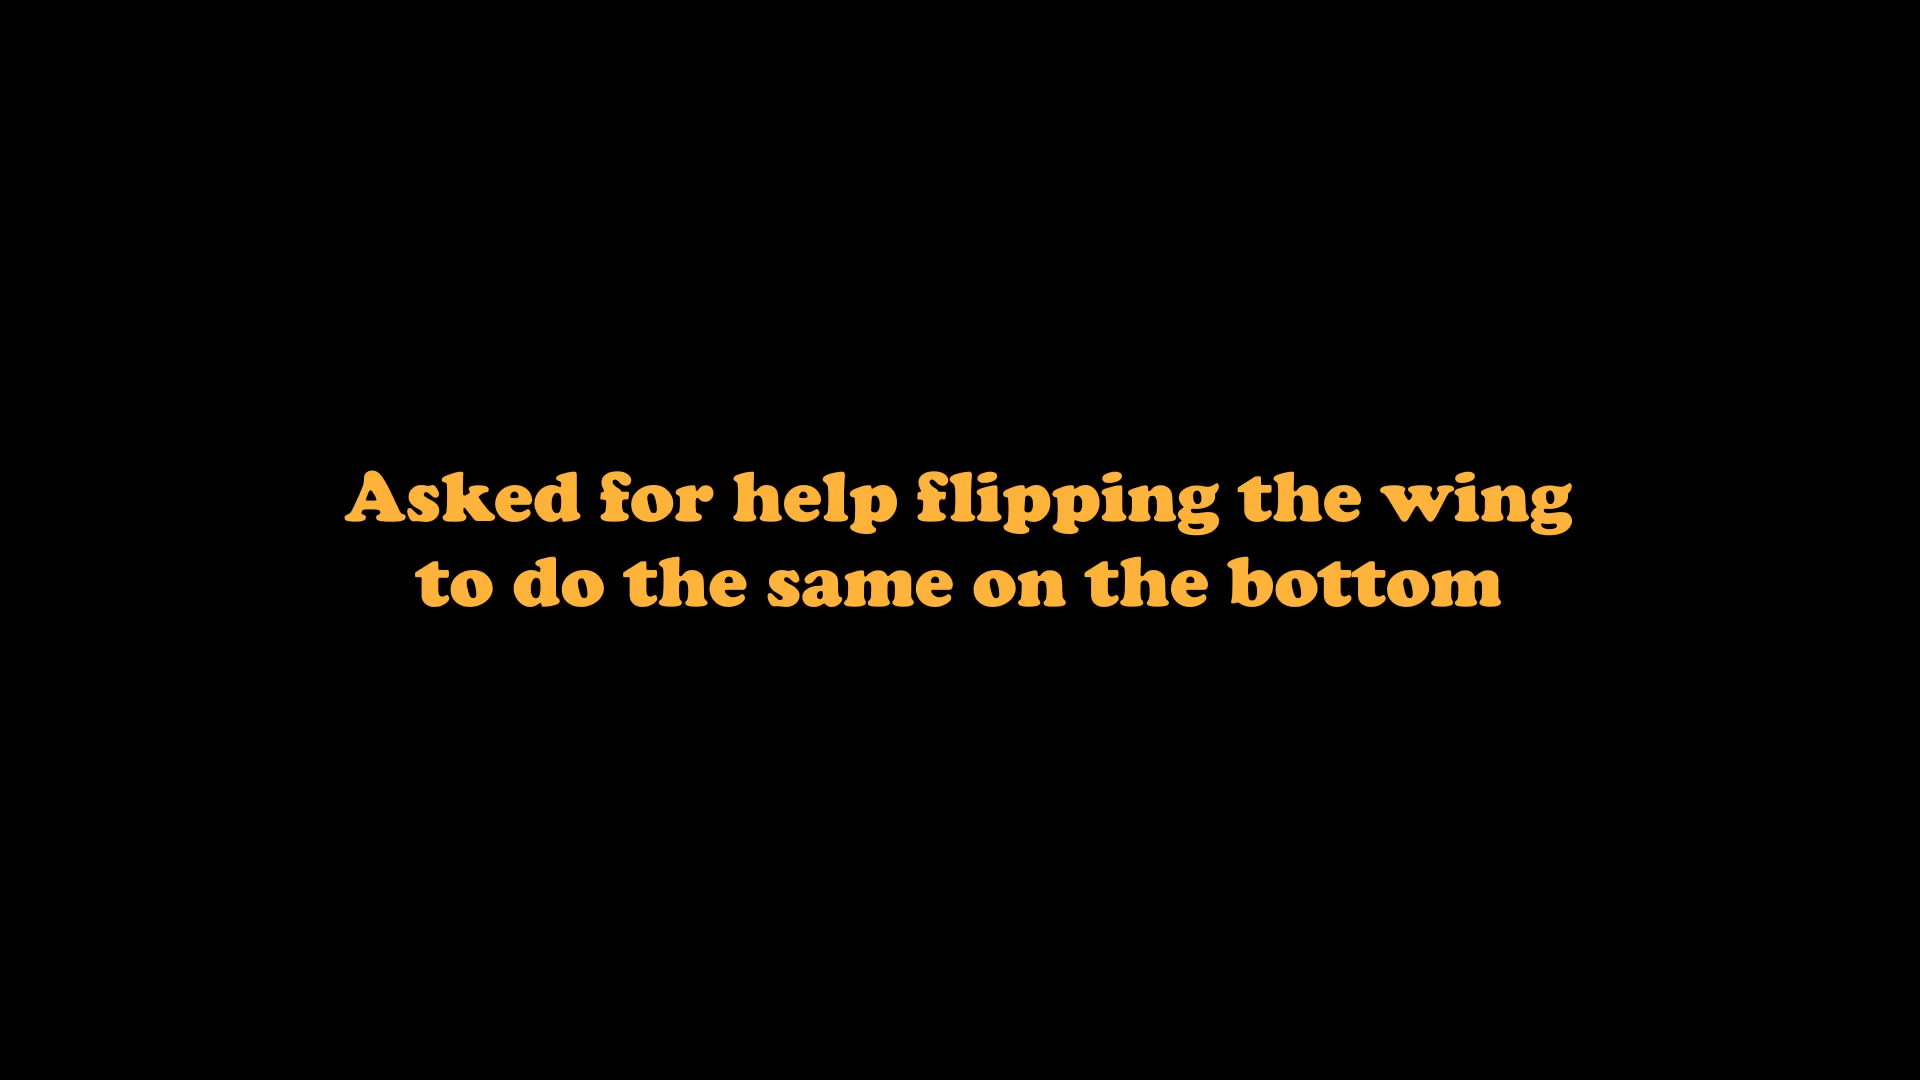 Asked for help flipping the wing
to do the same on the bottom